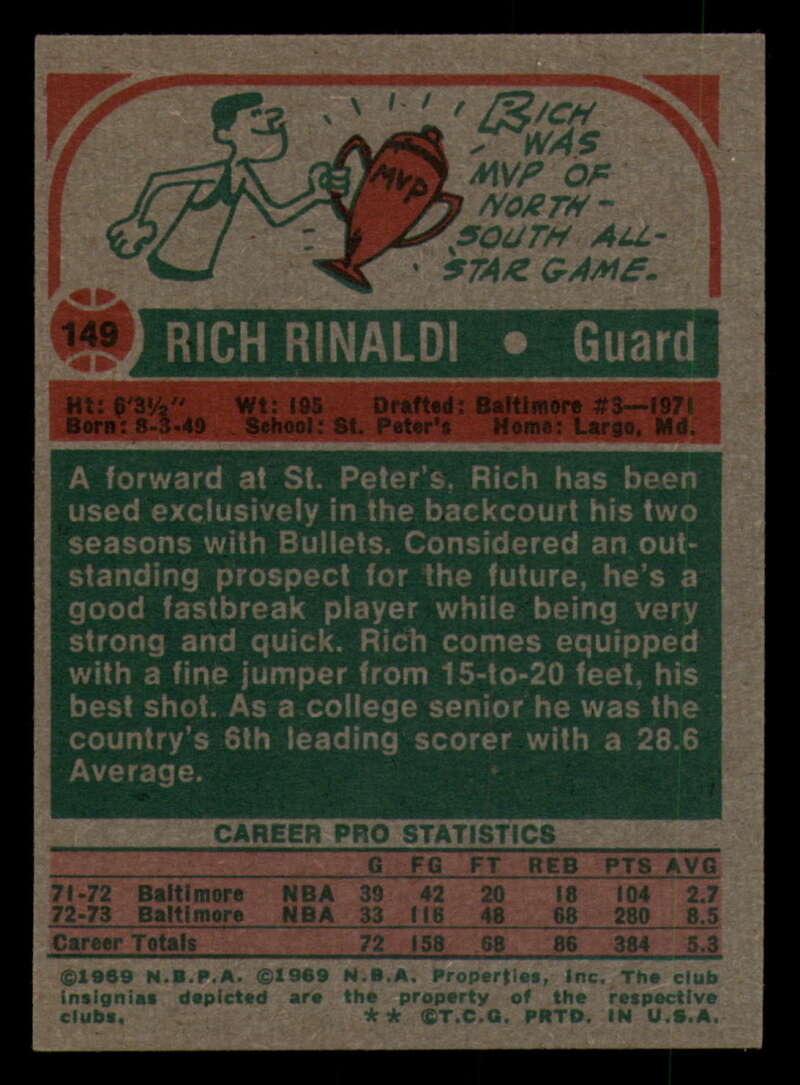 RICH
WAS
MVP OF
NORTH-
SOUTH ALL-
STAR GAME.
MVP
149 RICH RINALDI • Guard
Ht: 6'3½" Wt: 195 Drafted: Baltimore #3—1971
Born: 8-3-49 School: St. Peter's Home: Largo, Md.
A forward at St. Peter's, Rich has been
used exclusively in the backcourt his two
seasons with Bullets. Considered an out-
standing prospect for the future, he's a
good fastbreak player while being very
strong and quick. Rich comes equipped
with a fine jumper from 15-to-20 feet, his
best shot. As a college senior he was the
country's 6th leading scorer with a 28.6
Average.
CAREER PRO STATISTICS
G FG FT REB PTS AVG
71-72 Baltimore NBA 39 42 20 18 104 2.7
72-73 Baltimore NBA 33 116 48 68 280 8.5
Career Totals 72 158 68 86 384 5.3
©1969 N.B.P.A. ©1969 N.B.A. Properties, Inc. The club
insignias depicted are the property of the respective
clubs. ** ©T.C.G. PRTD. IN U.S.A.